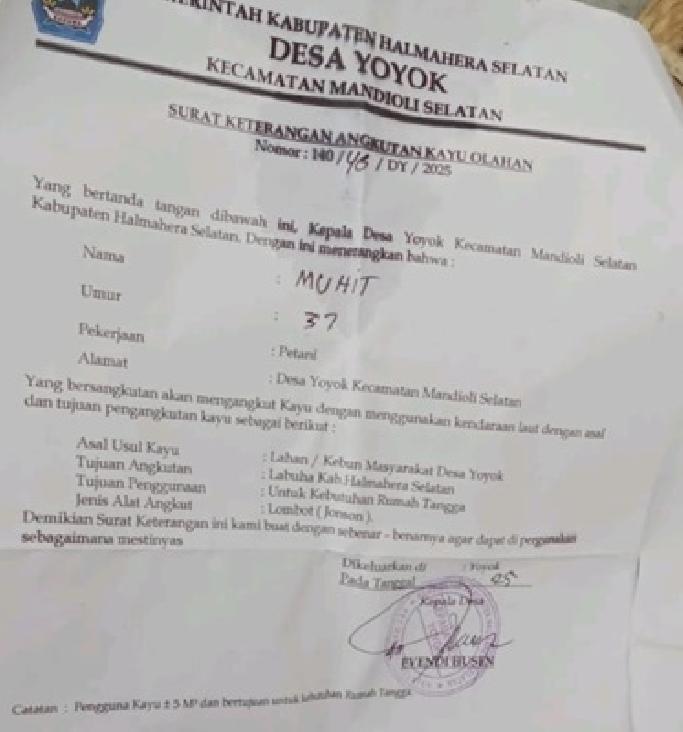 PEMERINTAH KABUPATEN HALMAHERA SELATAN
DESA YOYOK
KECAMATAN MANDIOLI SELATAN
SURAT KETERANGAN ANGKUTAN KAYU OLAHAN
Nomor : 140 / 48 / DY / 2025
Yang bertanda tangan dibawah ini, Kepala Desa Yoyok Kecamatan Mandioli Selatan
Kabupaten Halmahera Selatan. Dengan ini menerangkan bahwa :
Nama : MUHIT
Umur : 37
Pekerjaan : Petani
Alamat : Desa Yoyok Kecamatan Mandioli Selatan
Yang bersangkutan akan mengangkut Kayu dengan menggunakan kendaraan laut dengan asal
dan tujuan pengangkutan kayu sebagai berikut :
Asal Usul Kayu : Lahan / Kebun Masyarakat Desa Yoyok
Tujuan Angkutan : Labuha Kab.Halmahera Selatan
Tujuan Penggunaan : Untuk Kebutuhan Rumah Tangga
Jenis Alat Angkut : Lombot ( Jonson ).
Demikian Surat Keterangan ini kami buat dengan sebenar - benarnya agar dapat di pergunakan
sebagaimana mestinyas
Dikeluarkan di : Yoyok
Pada Tanggal
Kepala Desa
EVENDI HUSEN
Catatan : Pengguna Kayu ± 5 M³ dan bertujuan untuk kebutuhan Rumah Tangga